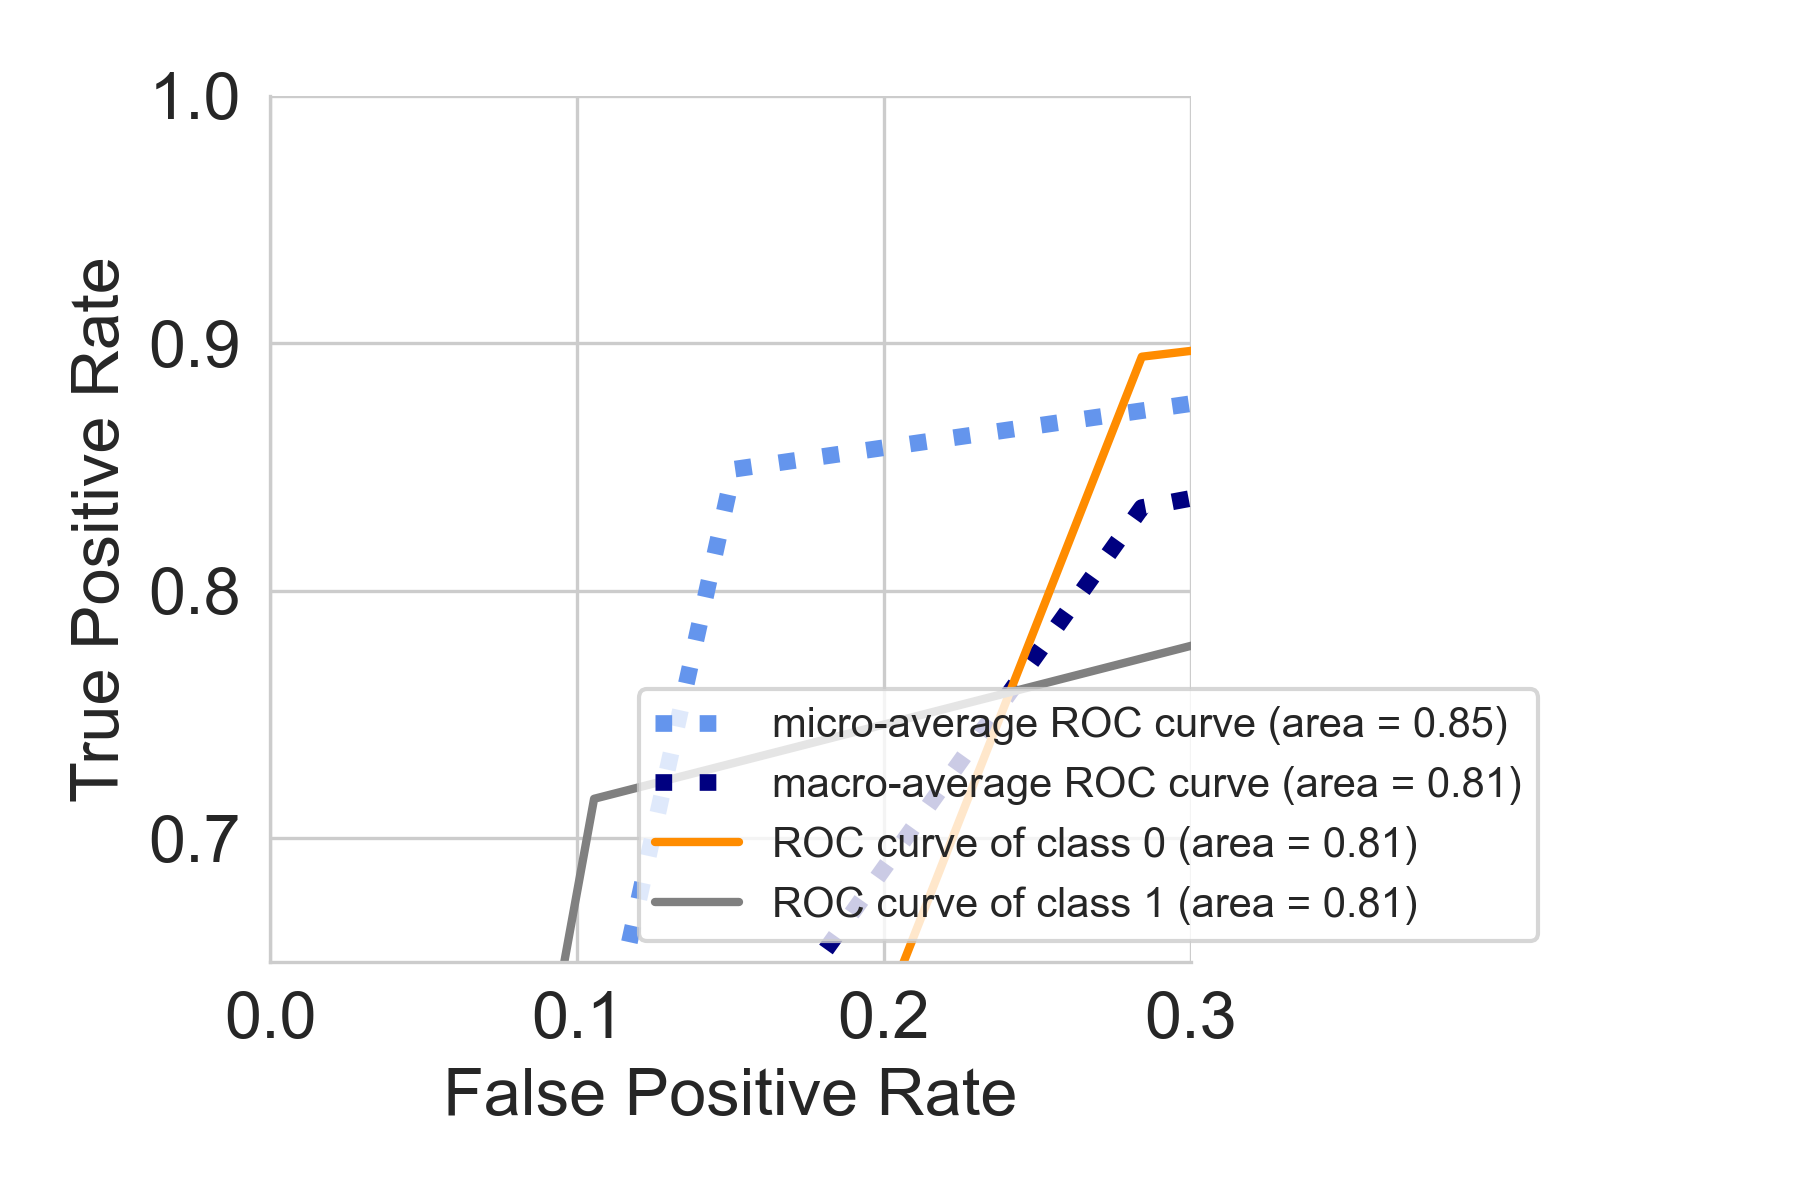 True Positive Rate
1.0
0.9
0.8
0.7
micro-average ROC curve (area = 0.85)
macro-average ROC curve (area = 0.81)
ROC curve of class 0 (area = 0.81)
ROC curve of class 1 (area = 0.81)
0.0 0.1 0.2 0.3
False Positive Rate